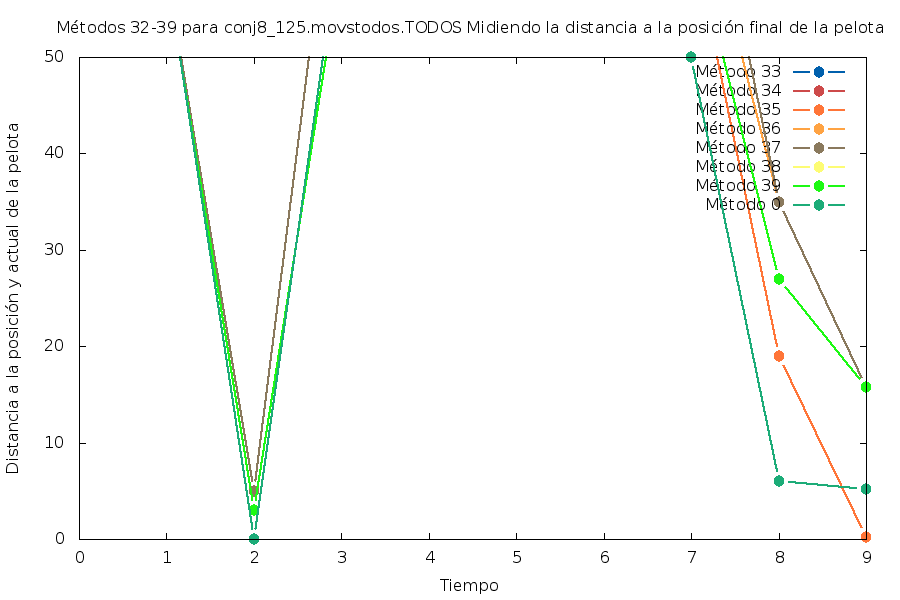 Métodos 32-39 para conj8_125.movstodos.TODOS Midiendo la distancia a la posición final de la pelota
Distancia a la posición y actual de la pelota
50
40
30
20
10
0
Método 33
Método 34
Método 35
Método 36
Método 37
Método 38
Método 39
Método 0
0 1 2 3 4 5 6 7 8 9
Tiempo